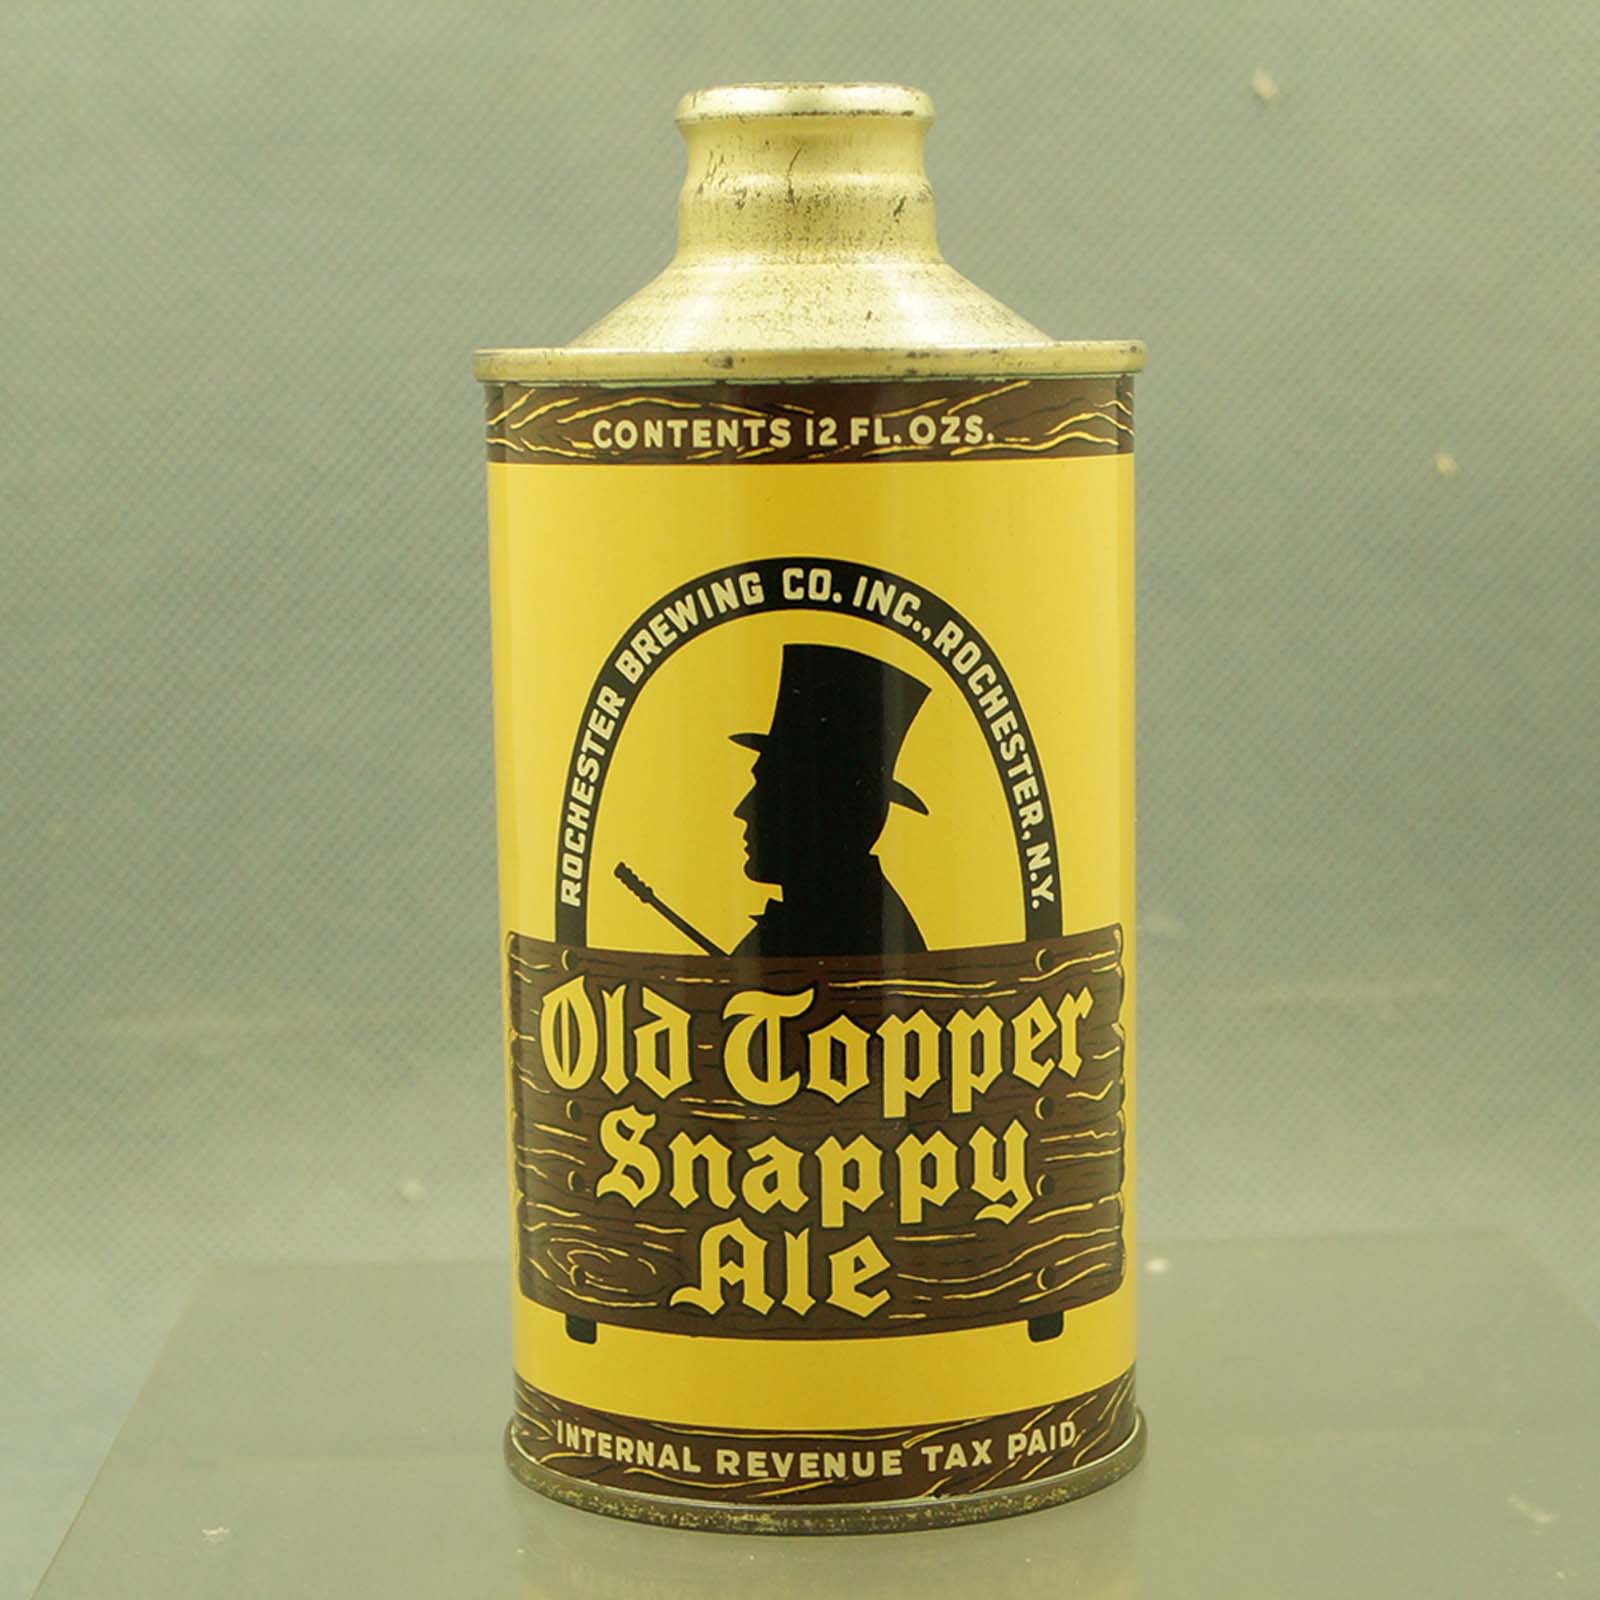 CONTENTS 12 FL. OZS.
ROCHESTER BREWING CO. INC., ROCHESTER, N.Y.
Old Topper
Snappy
Ale
INTERNAL REVENUE TAX PAID